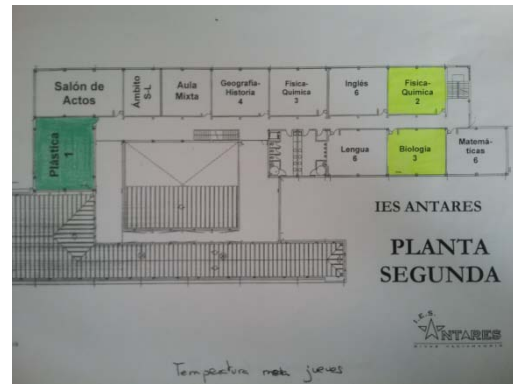 Salón de
Actos
Ámbito
S-L
Aula
Mixta
Geografía-
Historia
4
Física-
Química
3
Inglés
6
Física-
Química
2
Plástica
1
Lengua
6
Biología
3
Matemá-
ticas
6
IES ANTARES
PLANTA
SEGUNDA
I.E.S.
ANTARES
Temperatura
jueves